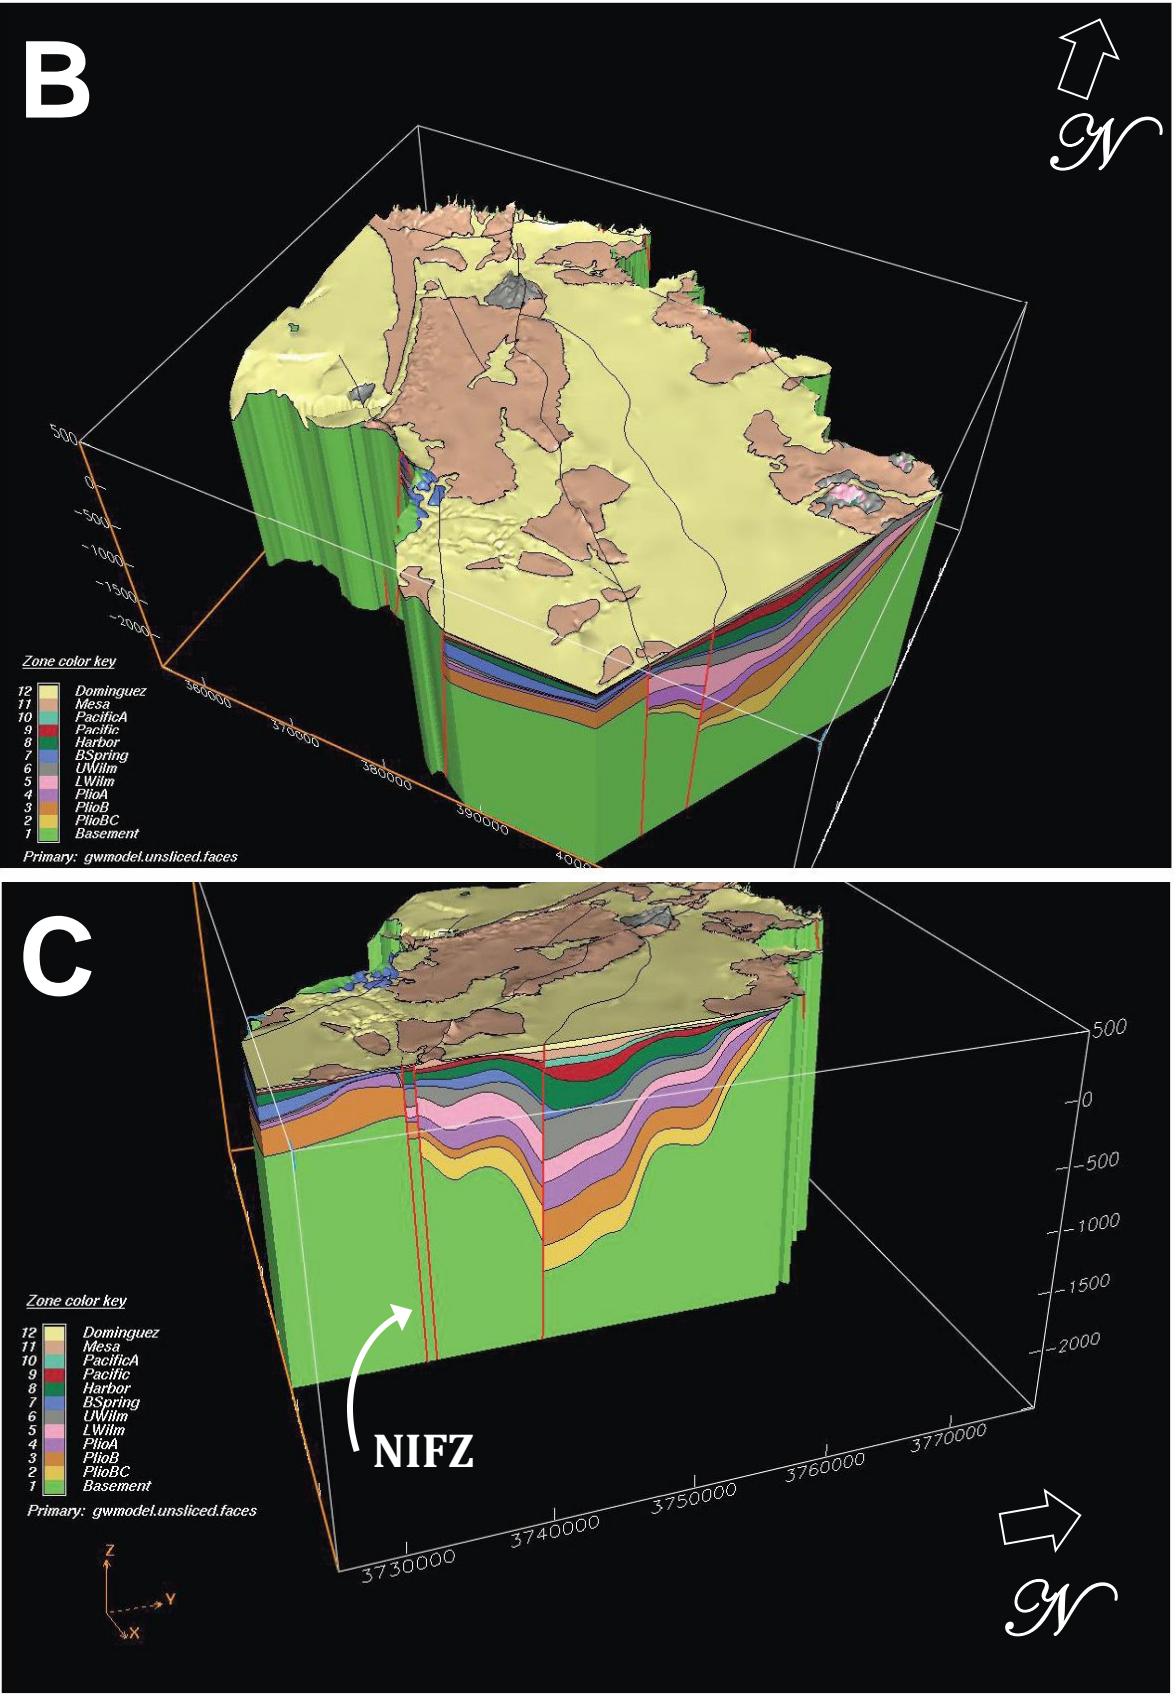 B
N
500
0
-500
-1000
-1500
-2000
Zone color key
12 Dominguez
11 Mesa
10 PacificA
9 Pacific
8 Harbor
7 BSpring
6 UWilm
5 LWilm
4 PlioA
3 PlioB
2 PlioBC
1 Basement
Primary: gwmodel.unsliced.faces
360000
370000
380000
390000
C
500
0
-500
-1000
-1500
-2000
Zone color key
12 Dominguez
11 Mesa
10 PacificA
9 Pacific
8 Harbor
7 BSpring
6 UWilm
5 LWilm
4 PlioA
3 PlioB
2 PlioBC
1 Basement
Primary: gwmodel.unsliced.faces
NIFZ
3730000
3740000
3750000
3760000
3770000
Z
Y
X
N